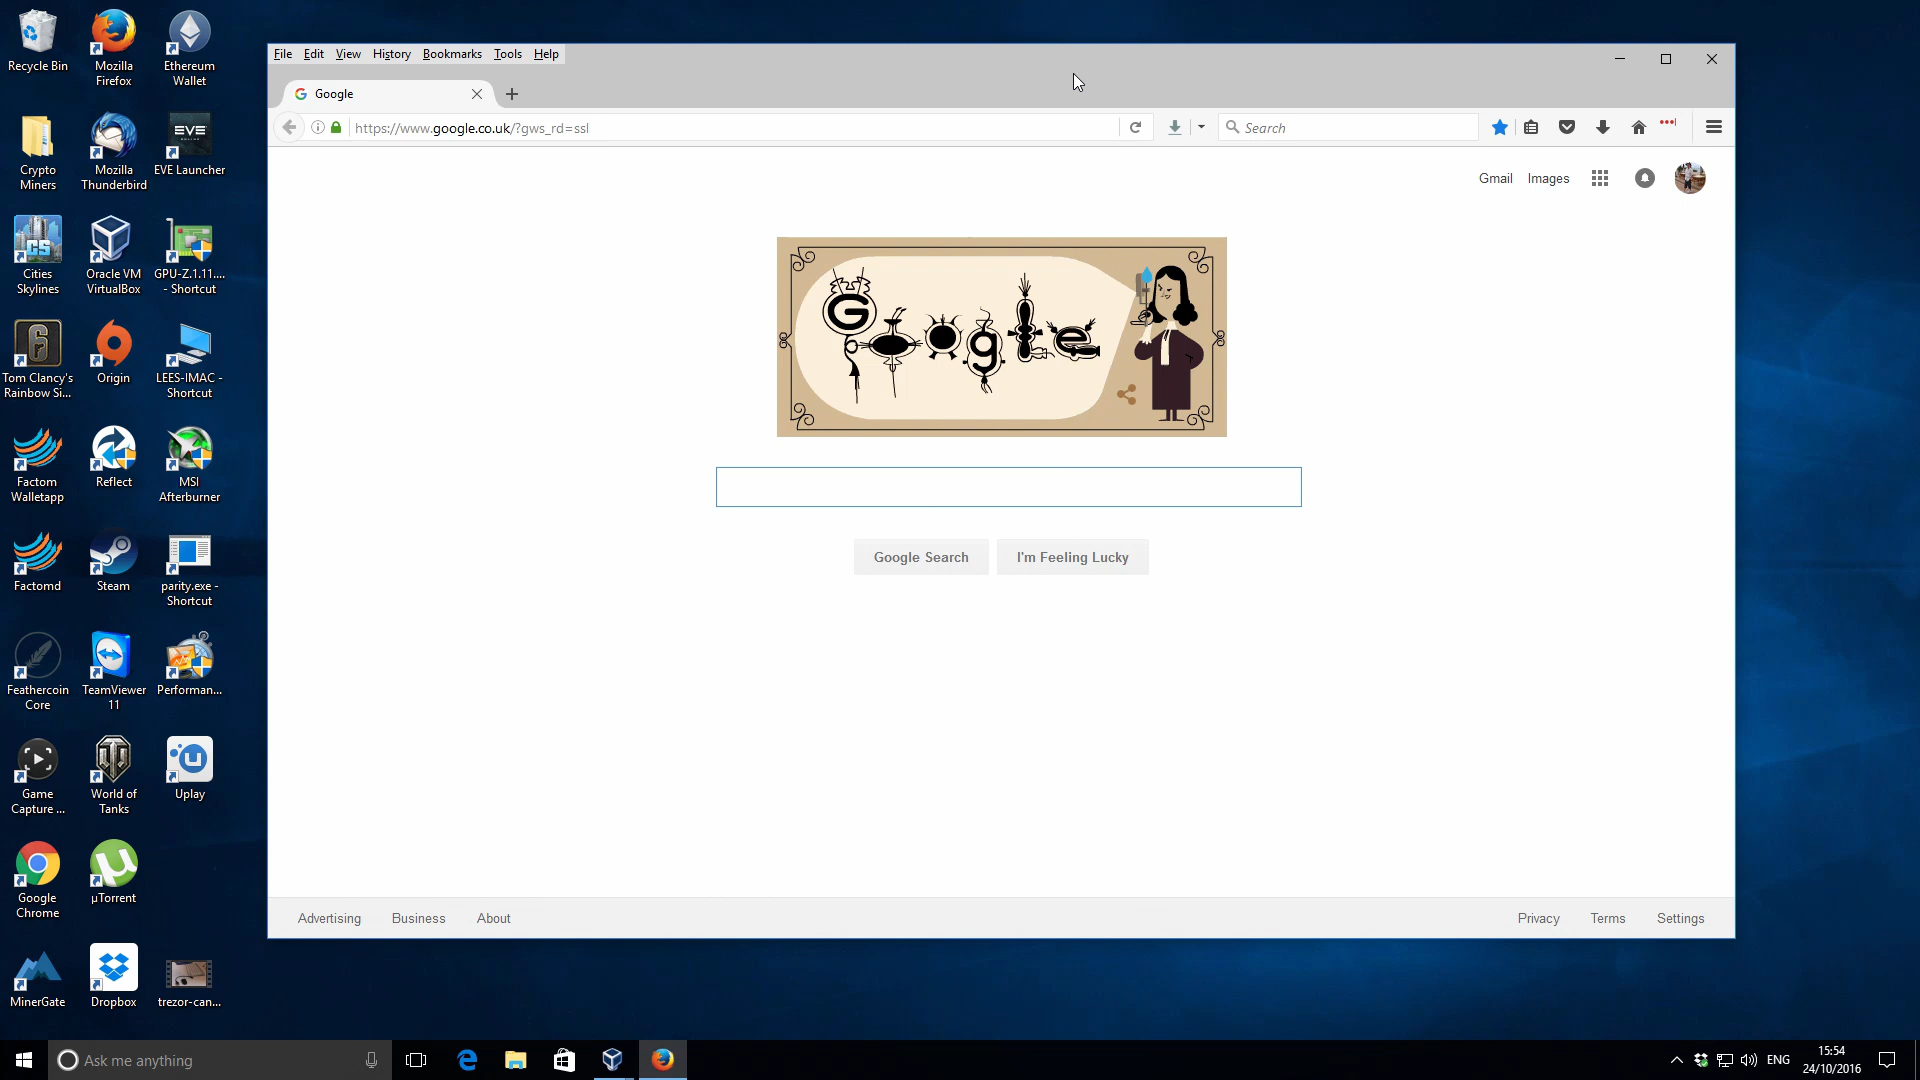 Recycle Bin
Mozilla
Firefox
Ethereum
Wallet
Crypto
Miners
Mozilla
Thunderbird
EVE
EVE Launcher
CS
Cities
Skylines
Oracle VM
VirtualBox
GPU-Z.1.11....
- Shortcut
6
Tom Clancy's
Rainbow Si...
Origin
LEES-IMAC -
Shortcut
Factom
Walletapp
Reflect
MSI
Afterburner
Factomd
Steam
parity.exe -
Shortcut
Feathercoin
Core
TeamViewer
11
Performan...
Game
Capture ...
World of
Tanks
Uplay
Google
Chrome
µTorrent
MinerGate
Dropbox
trezor-can...
File Edit View History Bookmarks Tools Help
Google
https://www.google.co.uk/?gws_rd=ssl
Search
Gmail Images
Google
Google Search I'm Feeling Lucky
Advertising Business About
Privacy Terms Settings
Ask me anything
ENG
15:54
24/10/2016